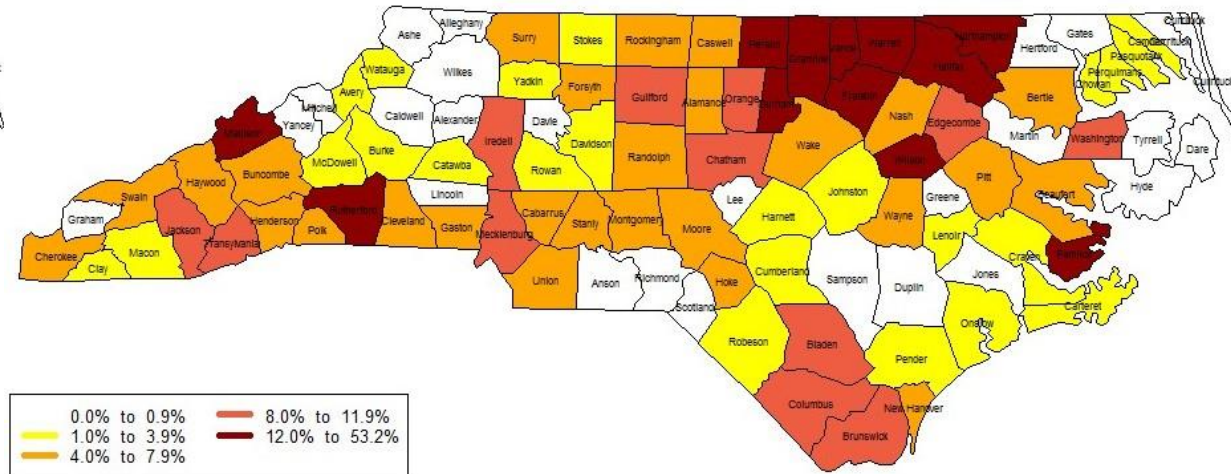 Currituck
Alleghany
Ashe
Surry
Stokes
Rockingham
Caswell
Person
Granville
Vance
Warren
Northampton
Hertford
Gates
Camden
Currituck
Pasquotank
Perquimans
Chowan
Currituck
Watauga
Wilkes
Yadkin
Forsyth
Guilford
Alamance
Orange
Durham
Franklin
Halifax
Nash
Edgecombe
Bertle
Martin
Washington
Tyrrell
Dare
Avery
Mitchell
Yancey
Caldwell
Alexander
Iredell
Davie
Davidson
Randolph
Chatham
Wake
Wilson
Madison
McDowell
Burke
Catawba
Rowan
Johnston
Greene
Pitt
Beaufort
Hyde
Swain
Haywood
Buncombe
Lincoln
Lee
Harnett
Wayne
Lenoir
Craven
Pamlico
Graham
Jackson
Transylvania
Henderson
Polk
Rutherford
Cleveland
Gaston
Mecklenburg
Cabarrus
Stanly
Montgomery
Moore
Cherokee
Clay
Macon
Union
Anson
Richmond
Scotland
Hoke
Cumberland
Sampson
Duplin
Jones
Carteret
Onslow
Robeson
Bladen
Pender
Columbus
New Hanover
Brunswick
0.0% to 0.9%
8.0% to 11.9%
1.0% to 3.9%
12.0% to 53.2%
4.0% to 7.9%